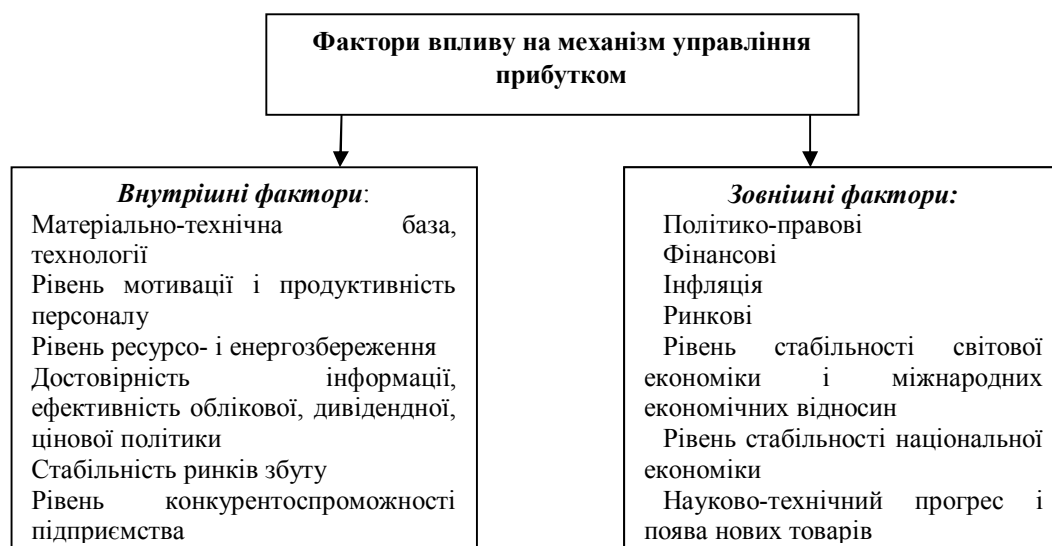 Фактори впливу на механізм управління
прибутком
Внутрішні фактори:
Матеріально-технічна база,
технології
Рівень мотивації і продуктивність
персоналу
Рівень ресурсо- і енергозбереження
Достовірність інформації,
ефективність облікової, дивідендної,
цінової політики
Стабільність ринків збуту
Рівень конкурентоспроможності
підприємства
Зовнішні фактори:
Політико-правові
Фінансові
Інфляція
Ринкові
Рівень стабільності світової
економіки і міжнародних
економічних відносин
Рівень стабільності національної
економіки
Науково-технічний прогрес і
поява нових товарів